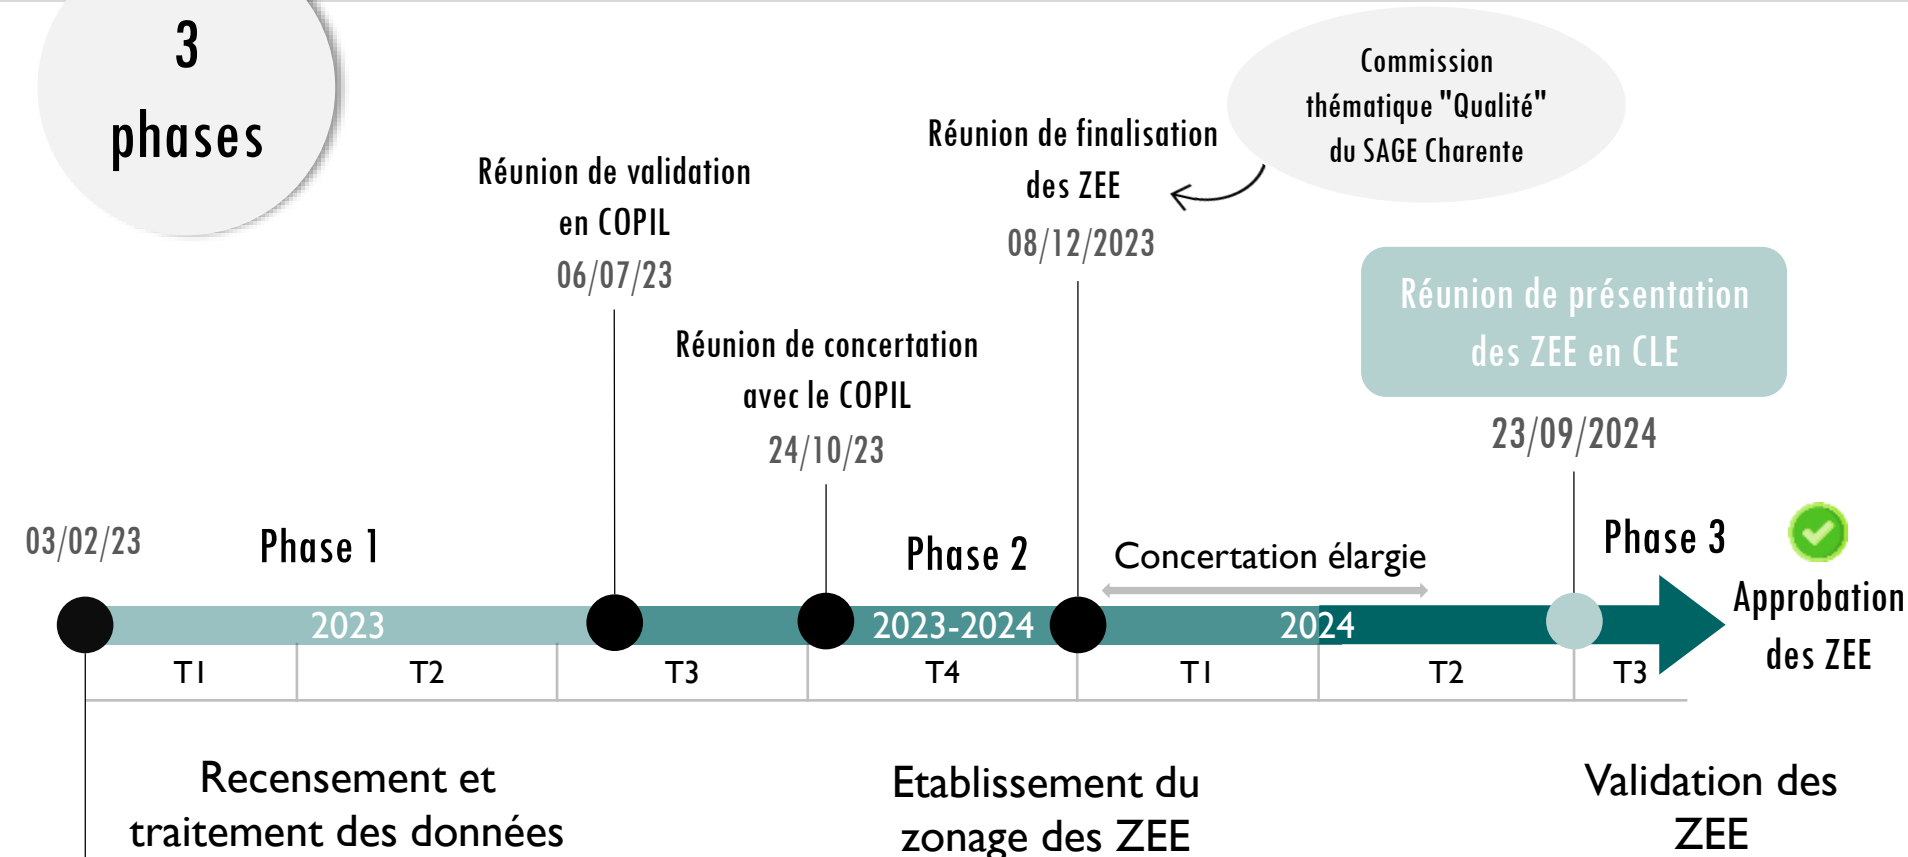 3
phases
Commission
thématique "Qualité"
du SAGE Charente
Réunion de finalisation
des ZEE
08/12/2023
Réunion de validation
en COPIL
06/07/23
Réunion de présentation
des ZEE en CLE
23/09/2024
Réunion de concertation
avec le COPIL
24/10/23
03/02/23
Phase 1
Phase 2
Concertation élargie
Phase 3
Approbation
des ZEE
2023
2023-2024
2024
T1
T2
T3
T4
T1
T2
T3
Recensement et
traitement des données
Etablissement du
zonage des ZEE
Validation des
ZEE